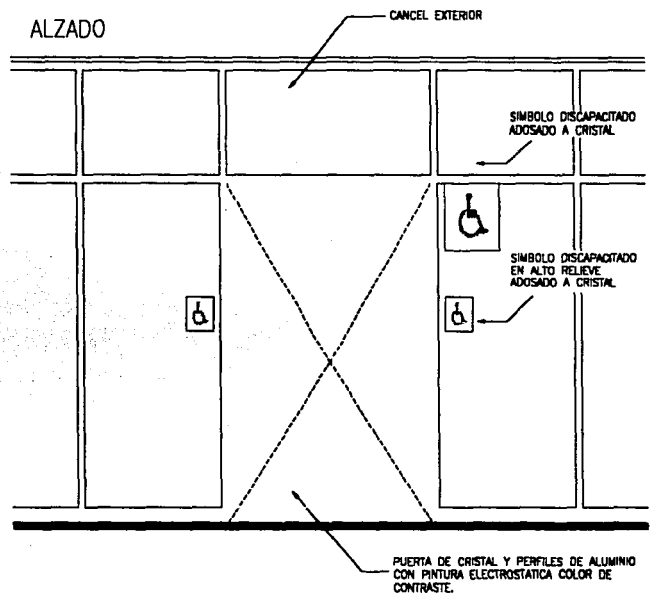 ALZADO
CANCEL EXTERIOR
SIMBOLO DISCAPACITADO
ADOSADO A CRISTAL
SIMBOLO DISCAPACITADO
EN ALTO RELIEVE
ADOSADO A CRISTAL
PUERTA DE CRISTAL Y PERFILES DE ALUMINIO
CON PINTURA ELECTROSTATICA COLOR DE
CONTRASTE.